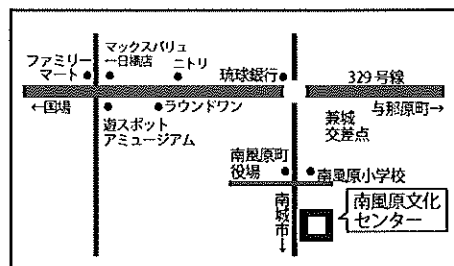 ファミリー
マート
マックスバリュ
一日橋店
ニトリ
琉球銀行
329号線
←国場
与那原町→
遊スポット
アミュージアム
ラウンドワン
兼城
交差点
南風原町
役場
南風原小学校
南城市↓
南風原文化
センター